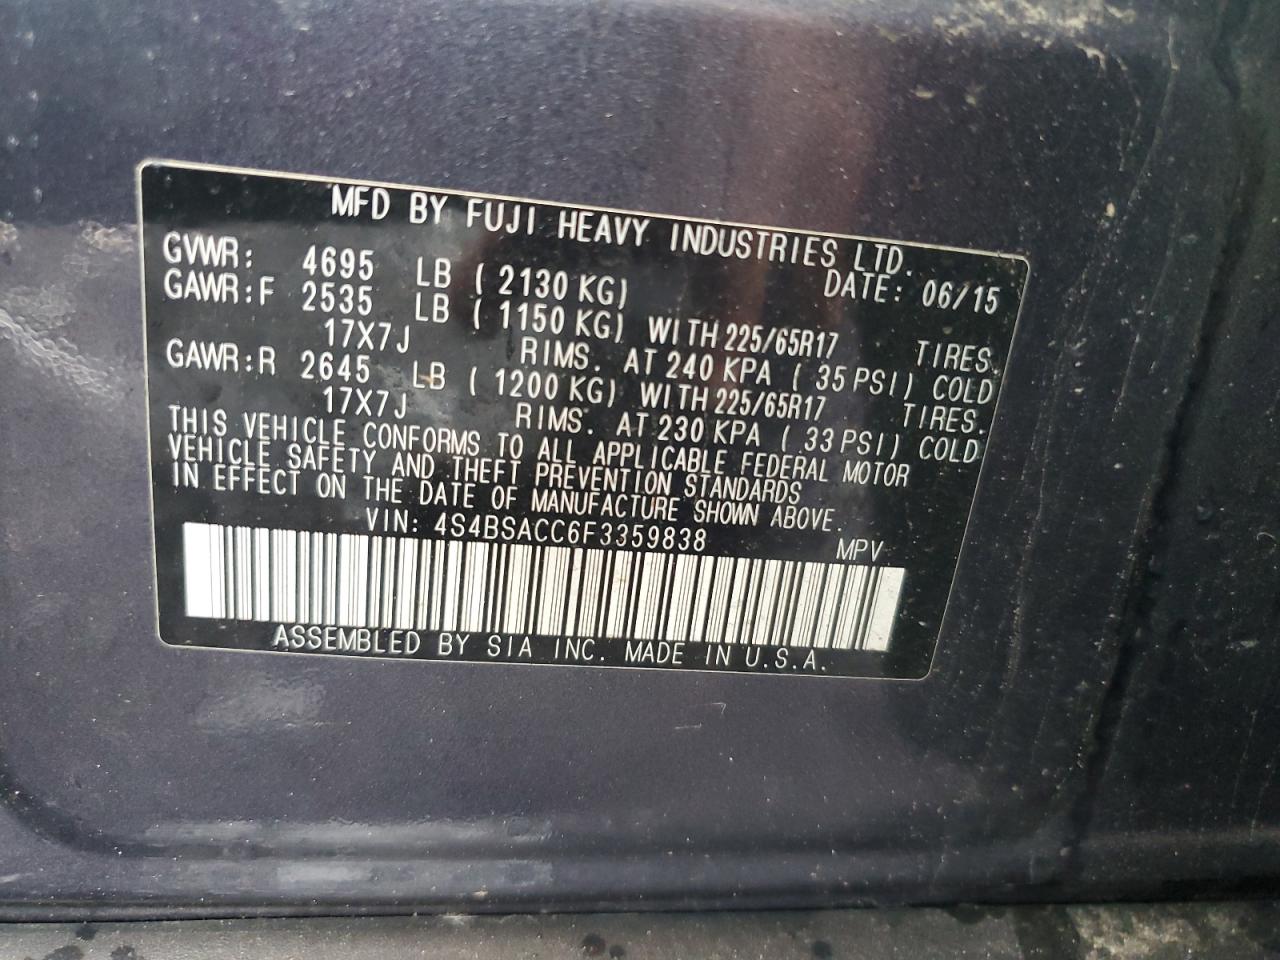 MFD BY FUJI HEAVY INDUSTRIES LTD.
DATE: 06/15
GVWR: 4695 LB ( 2130 KG)
GAWR:F 2535 LB ( 1150 KG) WITH 225/65R17 TIRES.
17X7J RIMS. AT 240 KPA ( 35 PSI) COLD
GAWR:R 2645 LB ( 1200 KG) WITH 225/65R17 TIRES.
17X7J RIMS. AT 230 KPA ( 33 PSI) COLD
THIS VEHICLE CONFORMS TO ALL APPLICABLE FEDERAL MOTOR
VEHICLE SAFETY AND THEFT PREVENTION STANDARDS
IN EFFECT ON THE DATE OF MANUFACTURE SHOWN ABOVE.
VIN: 4S4BSACC6F3359838 MPV
ASSEMBLED BY SIA INC. MADE IN U.S.A.